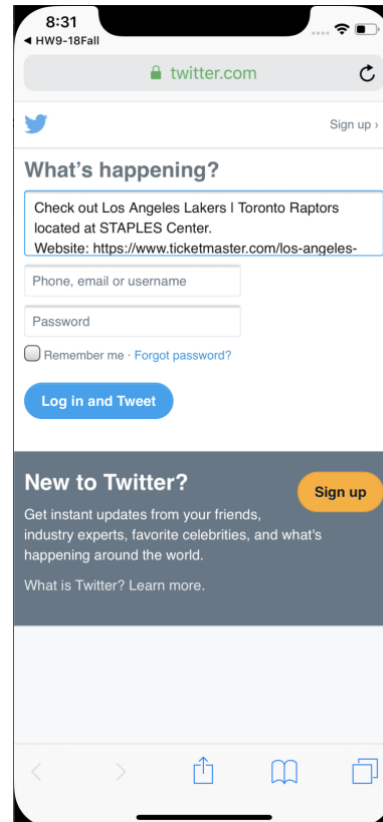 8:31
◀ HW9-18Fall
twitter.com
Sign up ›
What's happening?
Check out Los Angeles Lakers l Toronto Raptors
located at STAPLES Center.
Website: https://www.ticketmaster.com/los-angeles-
Phone, email or username
Password
Remember me · Forgot password?
Log in and Tweet
New to Twitter?
Sign up
Get instant updates from your friends,
industry experts, favorite celebrities, and what's
happening around the world.
What is Twitter? Learn more.